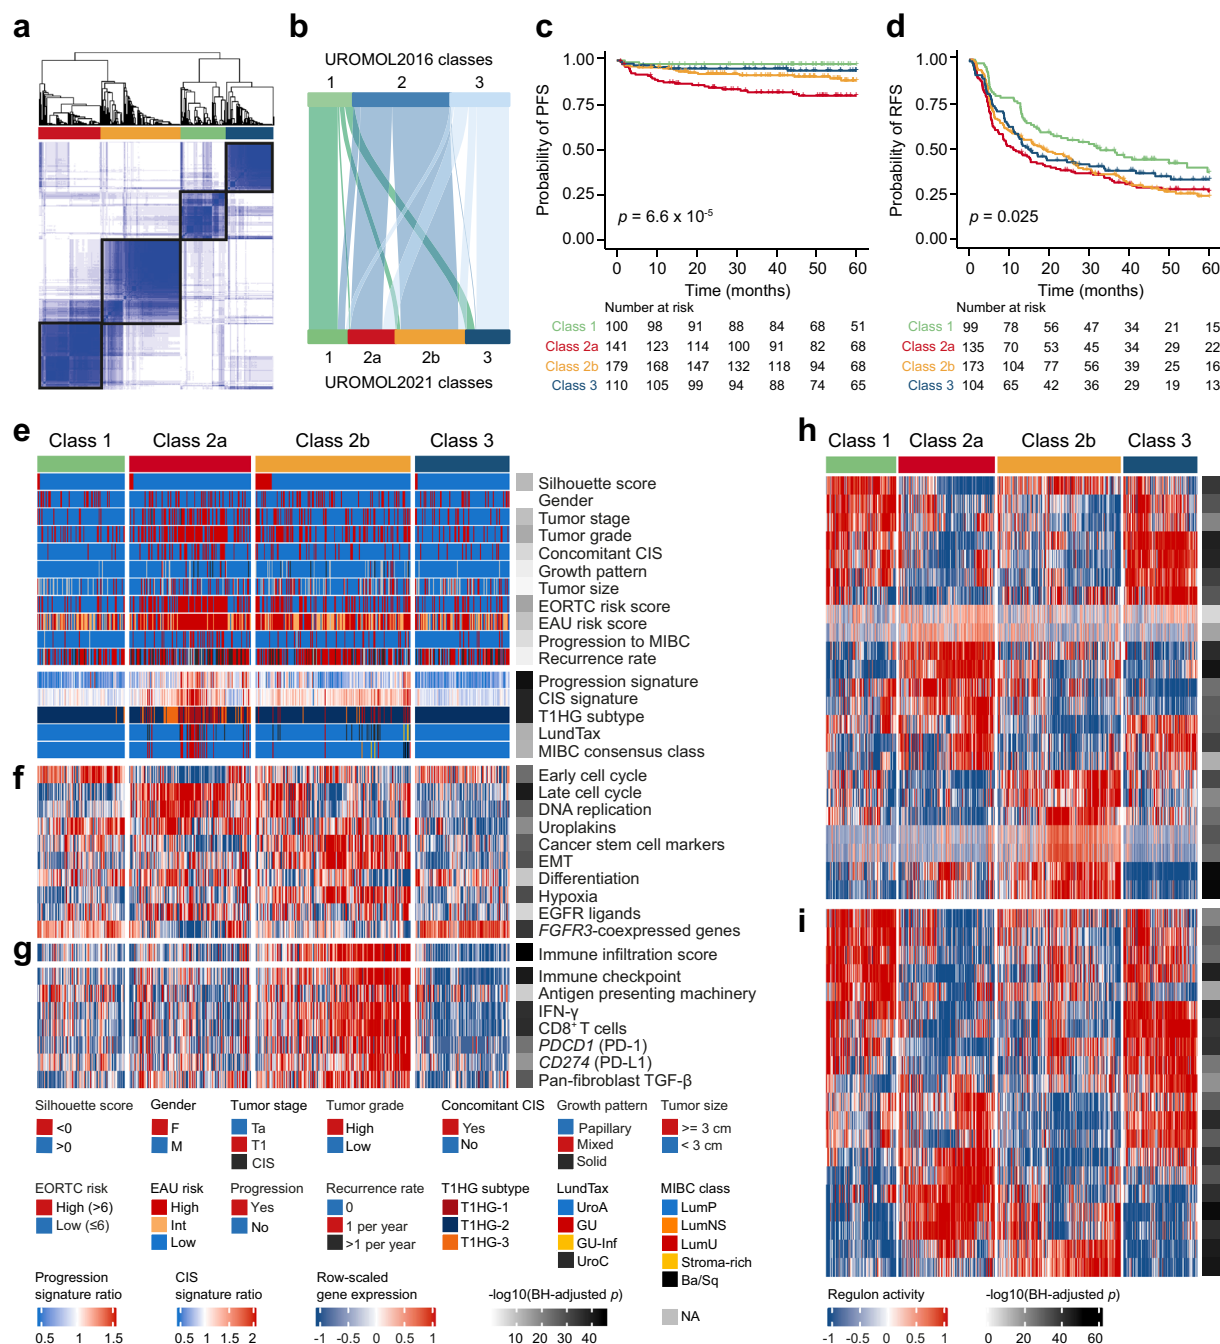 a
b
UROMOL2016 classes
1 2 3
1 2a 2b 3
UROMOL2021 classes
c
Probability of PFS
1.00
0.75
0.50
0.25
0.00
p = 6.6 x 10-5
0 10 20 30 40 50 60
Time (months)
Number at risk
Class 1 100 98 91 88 84 68 51
Class 2a 141 123 114 100 91 82 68
Class 2b 179 168 147 132 118 94 68
Class 3 110 105 99 94 88 74 65
d
Probability of RFS
1.00
0.75
0.50
0.25
0.00
p = 0.025
0 10 20 30 40 50 60
Time (months)
Number at risk
Class 1 99 78 56 47 34 21 15
Class 2a 135 70 53 45 34 29 22
Class 2b 173 104 77 56 39 25 16
Class 3 104 65 42 36 29 19 13
e
Class 1 Class 2a Class 2b Class 3
Silhouette score
Gender
Tumor stage
Tumor grade
Concomitant CIS
Growth pattern
Tumor size
EORTC risk score
EAU risk score
Progression to MIBC
Recurrence rate
Progression signature
CIS signature
T1HG subtype
LundTax
MIBC consensus class
f
Early cell cycle
Late cell cycle
DNA replication
Uroplakins
Cancer stem cell markers
EMT
Differentiation
Hypoxia
EGFR ligands
FGFR3-coexpressed genes
g
Immune infiltration score
Immune checkpoint
Antigen presenting machinery
IFN-γ
CD8+ T cells
PDCD1 (PD-1)
CD274 (PD-L1)
Pan-fibroblast TGF-β
h
Class 1 Class 2a Class 2b Class 3
i
Silhouette score
<0
>0
Gender
F
M
Tumor stage
Ta
T1
CIS
Tumor grade
High
Low
Concomitant CIS
Yes
No
Growth pattern
Papillary
Mixed
Solid
Tumor size
>= 3 cm
< 3 cm
EORTC risk
High (>6)
Low (≤6)
EAU risk
High
Int
Low
Progression
Yes
No
Recurrence rate
0
1 per year
>1 per year
T1HG subtype
T1HG-1
T1HG-2
T1HG-3
LundTax
UroA
GU
GU-Inf
UroC
MIBC class
LumP
LumNS
LumU
Stroma-rich
Ba/Sq
NA
Progression
signature ratio
0.5 1 1.5
CIS
signature ratio
0.5 1 1.5 2
Row-scaled
gene expression
-1 -0.5 0 0.5 1
-log10(BH-adjusted p)
10 20 30 40
Regulon activity
-1 -0.5 0 0.5 1
-log10(BH-adjusted p)
0 20 40 60